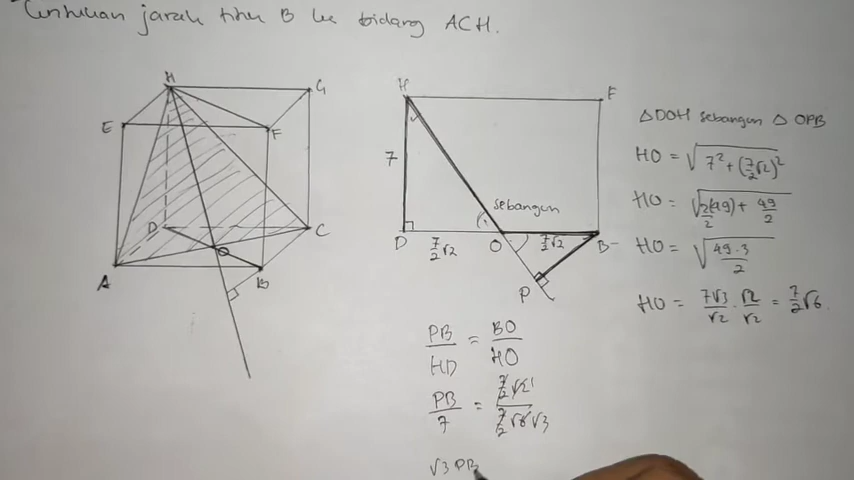 Tentukan jarak titik B ke bidang ACH.
H
G
E
F
D
C
O
A
B
H
F
7
sebangun
D
7/2 √2
O
7/2 √2
B
P
PB/HD = BO/HO
PB/7 = 7/2 √2 1 / 7/2 √6 √3
√3 PB
△DOH sebangun △ OPB
HO = √7² + (7/2 √2)²
HO = √2(49)/2 + 49/2
HO = √49 · 3/2
HO = 7√3/√2 · √2/√2 = 7/2 √6.